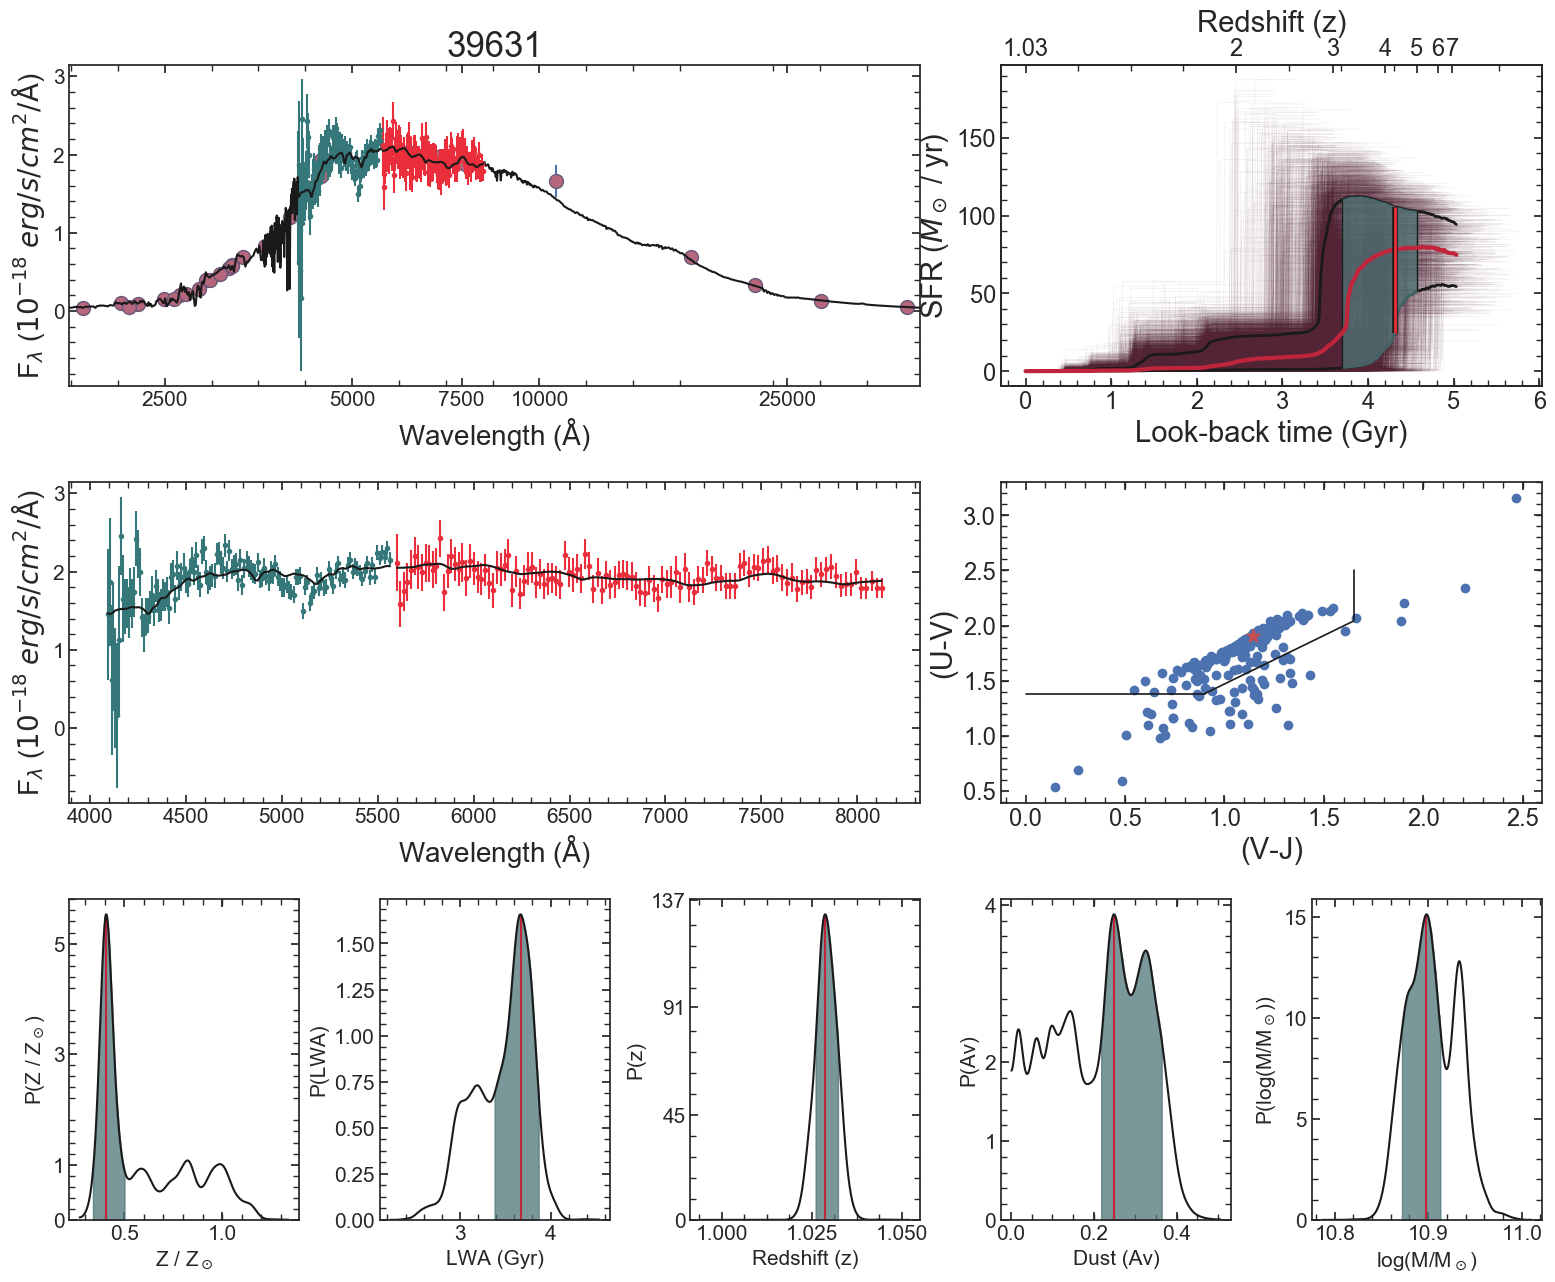 39631
3
2
1
0
F_λ (10^−18 erg/s/cm^2/Å)
2500 5000 7500 10000 25000
Wavelength (Å)
Redshift (z)
1.03 2 3 4 5 6 7
150
100
50
0
SFR (M_⊙ / yr)
0 1 2 3 4 5 6
Look-back time (Gyr)
3
2
1
0
F_λ (10^−18 erg/s/cm^2/Å)
4000 4500 5000 5500 6000 6500 7000 7500 8000
Wavelength (Å)
3.0
2.5
2.0
1.5
1.0
0.5
(U-V)
0.0 0.5 1.0 1.5 2.0 2.5
(V-J)
5
3
1
0
P(Z / Z_⊙)
0.5 1.0
Z / Z_⊙
1.50
1.25
1.00
0.75
0.50
0.25
0.00
P(LWA)
3 4
LWA (Gyr)
137
91
45
0
P(z)
1.000 1.025 1.050
Redshift (z)
4
2
1
0
P(Av)
0.0 0.2 0.4
Dust (Av)
15
10
5
0
P(log(M/M_⊙))
10.8 10.9 11.0
log(M/M_⊙)